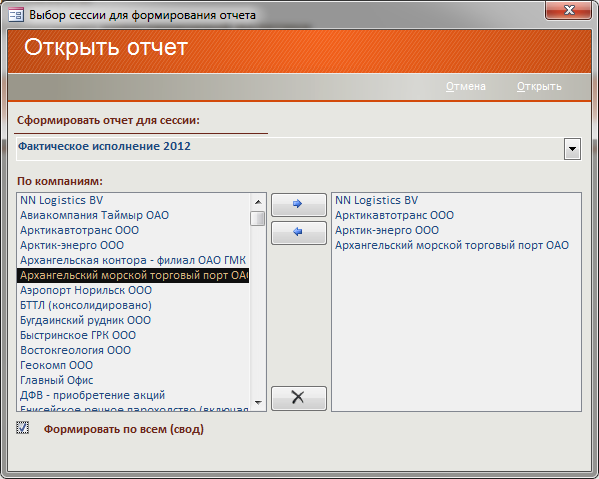 Выбор сессии для формирования отчета
Открыть отчет
Отмена Открыть
Сформировать отчет для сессии:
Фактическое исполнение 2012
По компаниям:
NN Logistics BV
Авиакомпания Таймыр ОАО
Арктикавтотранс ООО
Арктик-энерго ООО
Архангельская контора - филиал ОАО ГМК
Архангельский морской торговый порт ОАО
Аэропорт Норильск ООО
БТТЛ (консолидировано)
Бугдаинский рудник ООО
Быстринское ГРК ООО
Востокгеология ООО
Геокомп ООО
Главный Офис
ДФВ - приобретение акций
Енисейское речное пароходство (включая
NN Logistics BV
Арктикавтотранс ООО
Арктик-энерго ООО
Архангельский морской торговый порт ОАО
Формировать по всем (свод)